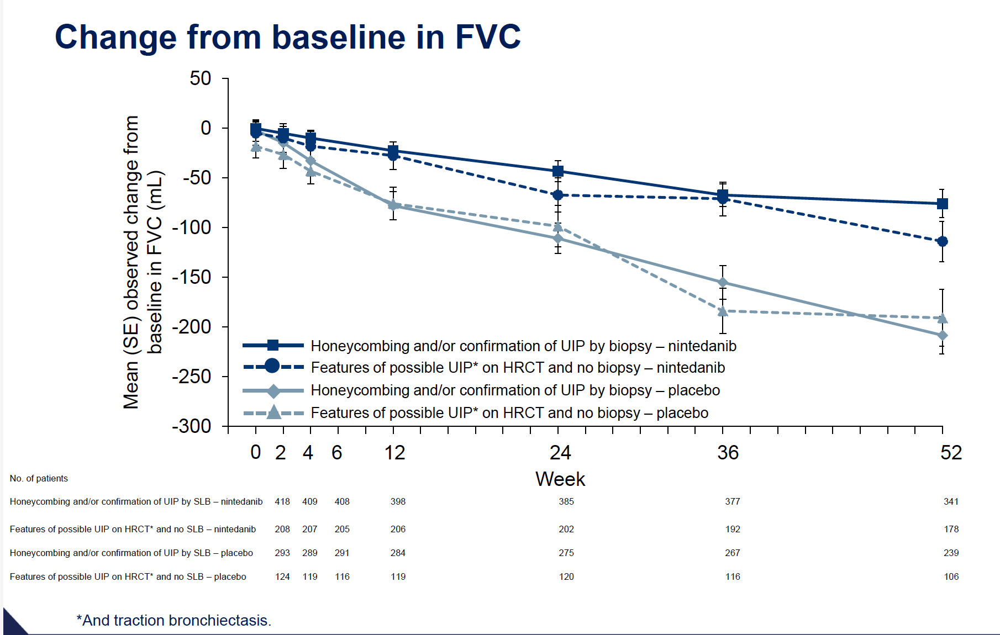 Change from baseline in FVC
Mean (SE) observed change from
baseline in FVC (mL)
50
0
-50
-100
-150
-200
-250
-300
Honeycombing and/or confirmation of UIP by biopsy – nintedanib
Features of possible UIP* on HRCT and no biopsy – nintedanib
Honeycombing and/or confirmation of UIP by biopsy – placebo
Features of possible UIP* on HRCT and no biopsy – placebo
0 2 4 6 12 24 36 52
Week
No. of patients
Honeycombing and/or confirmation of UIP by SLB – nintedanib 418 409 408 398 385 377 341
Features of possible UIP on HRCT* and no SLB – nintedanib 208 207 205 206 202 192 178
Honeycombing and/or confirmation of UIP by SLB – placebo 293 289 291 284 275 267 239
Features of possible UIP on HRCT* and no SLB – placebo 124 119 116 119 120 116 106
*And traction bronchiectasis.